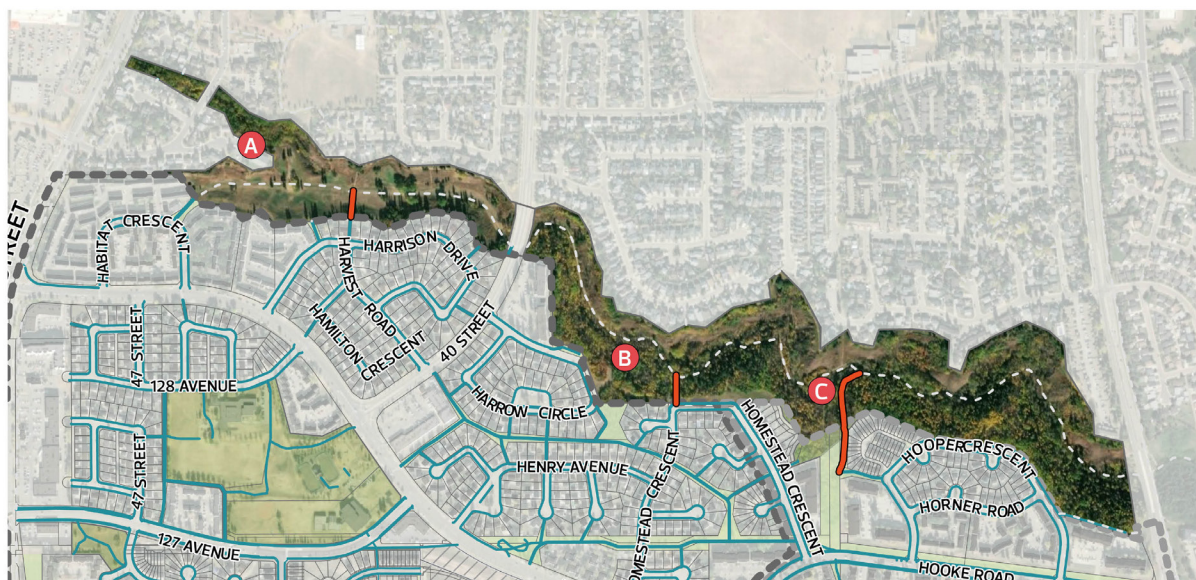 A
STREET
HABITAT CRESCENT
HARRISON DRIVE
HARVEST ROAD
HAMILTON CRESCENT
40 STREET
47 STREET
128 AVENUE
B
C
HARROW CIRCLE
HOMESTEAD CRESCENT
HOOPER CRESCENT
47 STREET
HENRY AVENUE
HOMESTEAD CRESCENT
HORNER ROAD
127 AVENUE
HOOKE ROAD